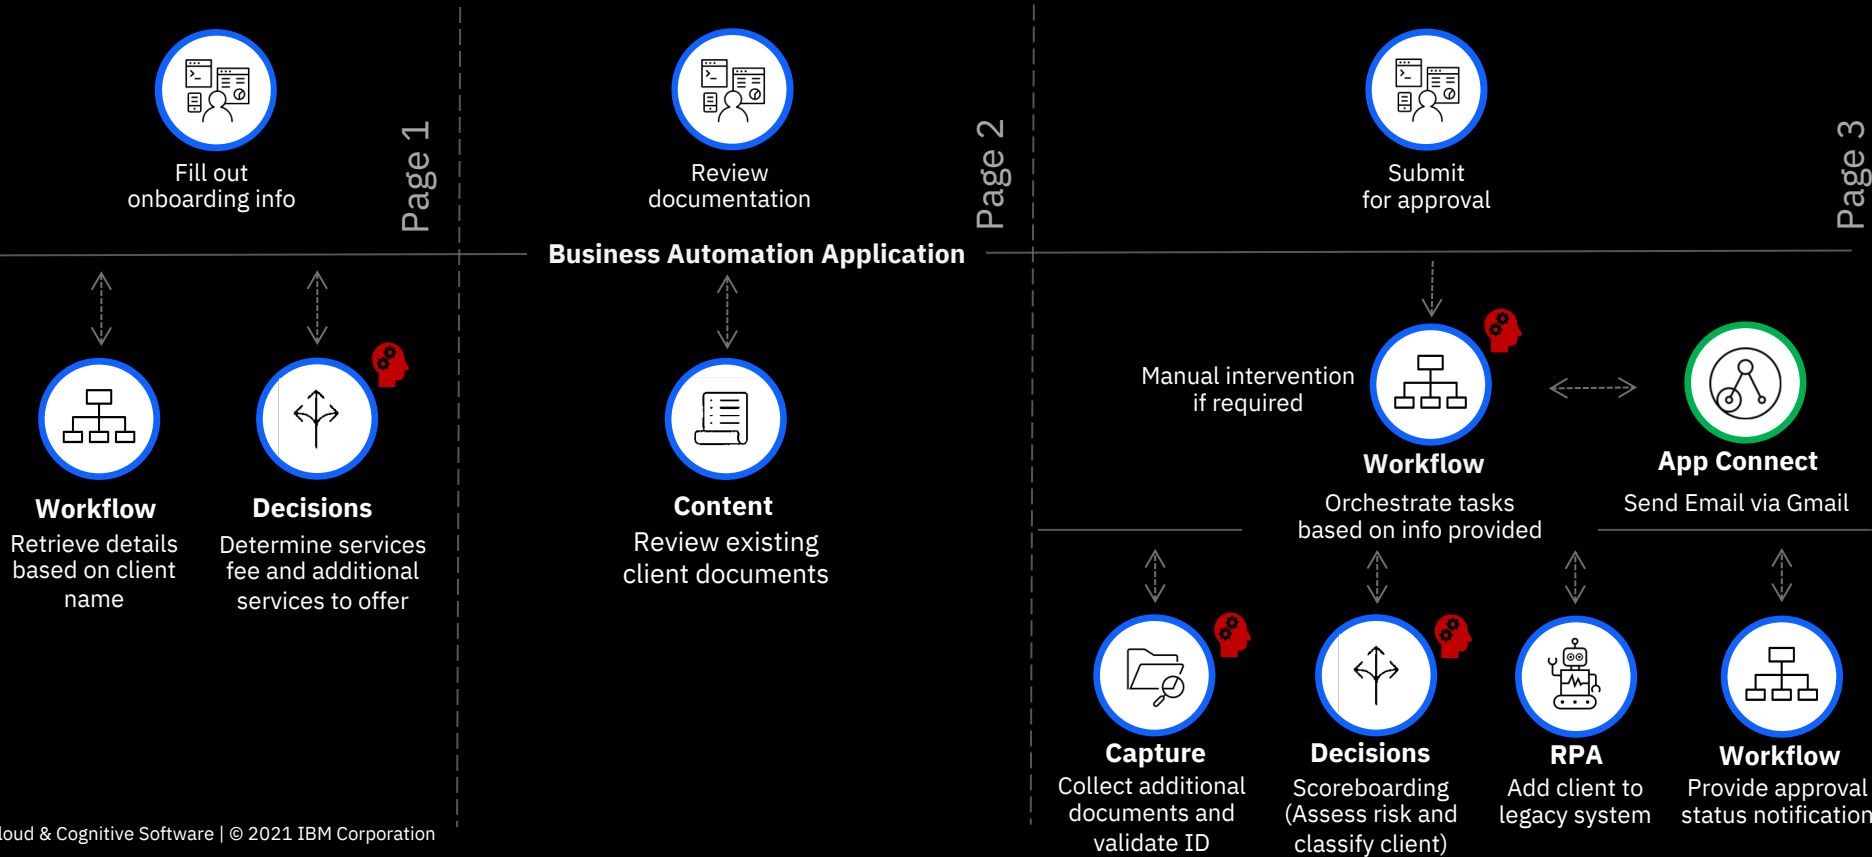 Fill out
onboarding info
Page 1
Review
documentation
Page 2
Submit
for approval
Page 3
Business Automation Application
Workflow
Retrieve details
based on client
name
Decisions
Determine services
fee and additional
services to offer
Content
Review existing
client documents
Manual intervention
if required
Workflow
Orchestrate tasks
based on info provided
App Connect
Send Email via Gmail
Capture
Collect additional
documents and
validate ID
Decisions
Scoreboarding
(Assess risk and
classify client)
RPA
Add client to
legacy system
Workflow
Provide approval
status notification
loud & Cognitive Software | © 2021 IBM Corporation